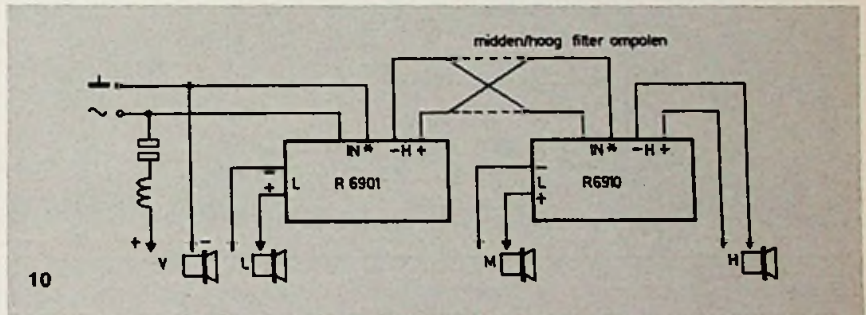 midden/hoog filter ompolen
⏚
~
IN* -H+
IN* -H+
- L +
R 6901
- L +
R6910
+ V -
L
M
H
10